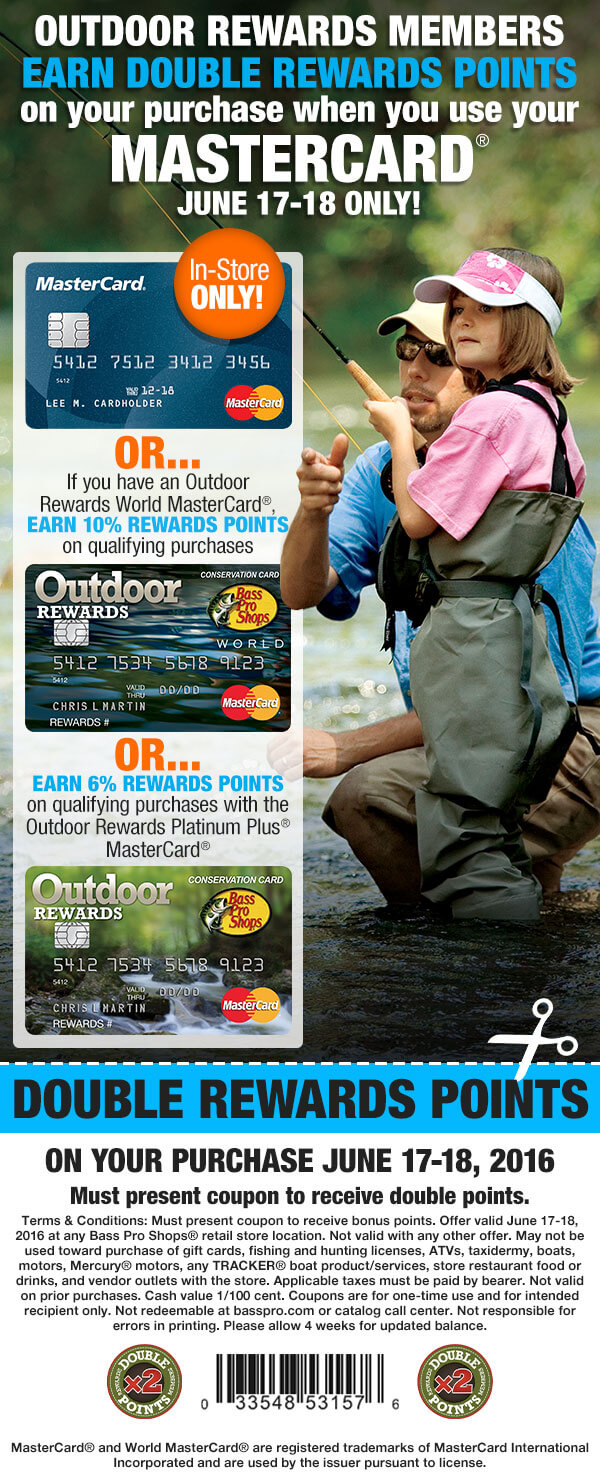 OUTDOOR REWARDS MEMBERS
EARN DOUBLE REWARDS POINTS
on your purchase when you use your
MASTERCARD®
JUNE 17-18 ONLY!
In-Store
ONLY!
MasterCard.
5412 7512 3412 3456
5412
VALID THRU 12-18
LEE M. CARDHOLDER
MasterCard
OR...
If you have an Outdoor
Rewards World MasterCard®,
EARN 10% REWARDS POINTS
on qualifying purchases
CONSERVATION CARD
Outdoor
REWARDS
Bass
Pro
Shops
WORLD
5412 7534 5678 9123
5412
VALID THRU 00/00
CHRIS L MARTIN
MasterCard
REWARDS #
OR...
EARN 6% REWARDS POINTS
on qualifying purchases with the
Outdoor Rewards Platinum Plus®
MasterCard®
CONSERVATION CARD
Outdoor
REWARDS
Bass
Pro
Shops
5412 7534 5678 9123
5412
VALID THRU 00/00
CHRIS L MARTIN
MasterCard
REWARDS #
DOUBLE REWARDS POINTS
ON YOUR PURCHASE JUNE 17-18, 2016
Must present coupon to receive double points.
Terms & Conditions: Must present coupon to receive bonus points. Offer valid June 17-18,
2016 at any Bass Pro Shops® retail store location. Not valid with any other offer. May not be
used toward purchase of gift cards, fishing and hunting licenses, ATVs, taxidermy, boats,
motors, Mercury® motors, any TRACKER® boat product/services, store restaurant food or
drinks, and vendor outlets with the store. Applicable taxes must be paid by bearer. Not valid
on prior purchases. Cash value 1/100 cent. Coupons are for one-time use and for intended
recipient only. Not redeemable at basspro.com or catalog call center. Not responsible for
errors in printing. Please allow 4 weeks for updated balance.
DOUBLE
x2
POINTS
0 33548 53157 6
DOUBLE
x2
POINTS
MasterCard® and World MasterCard® are registered trademarks of MasterCard International
Incorporated and are used by the issuer pursuant to license.